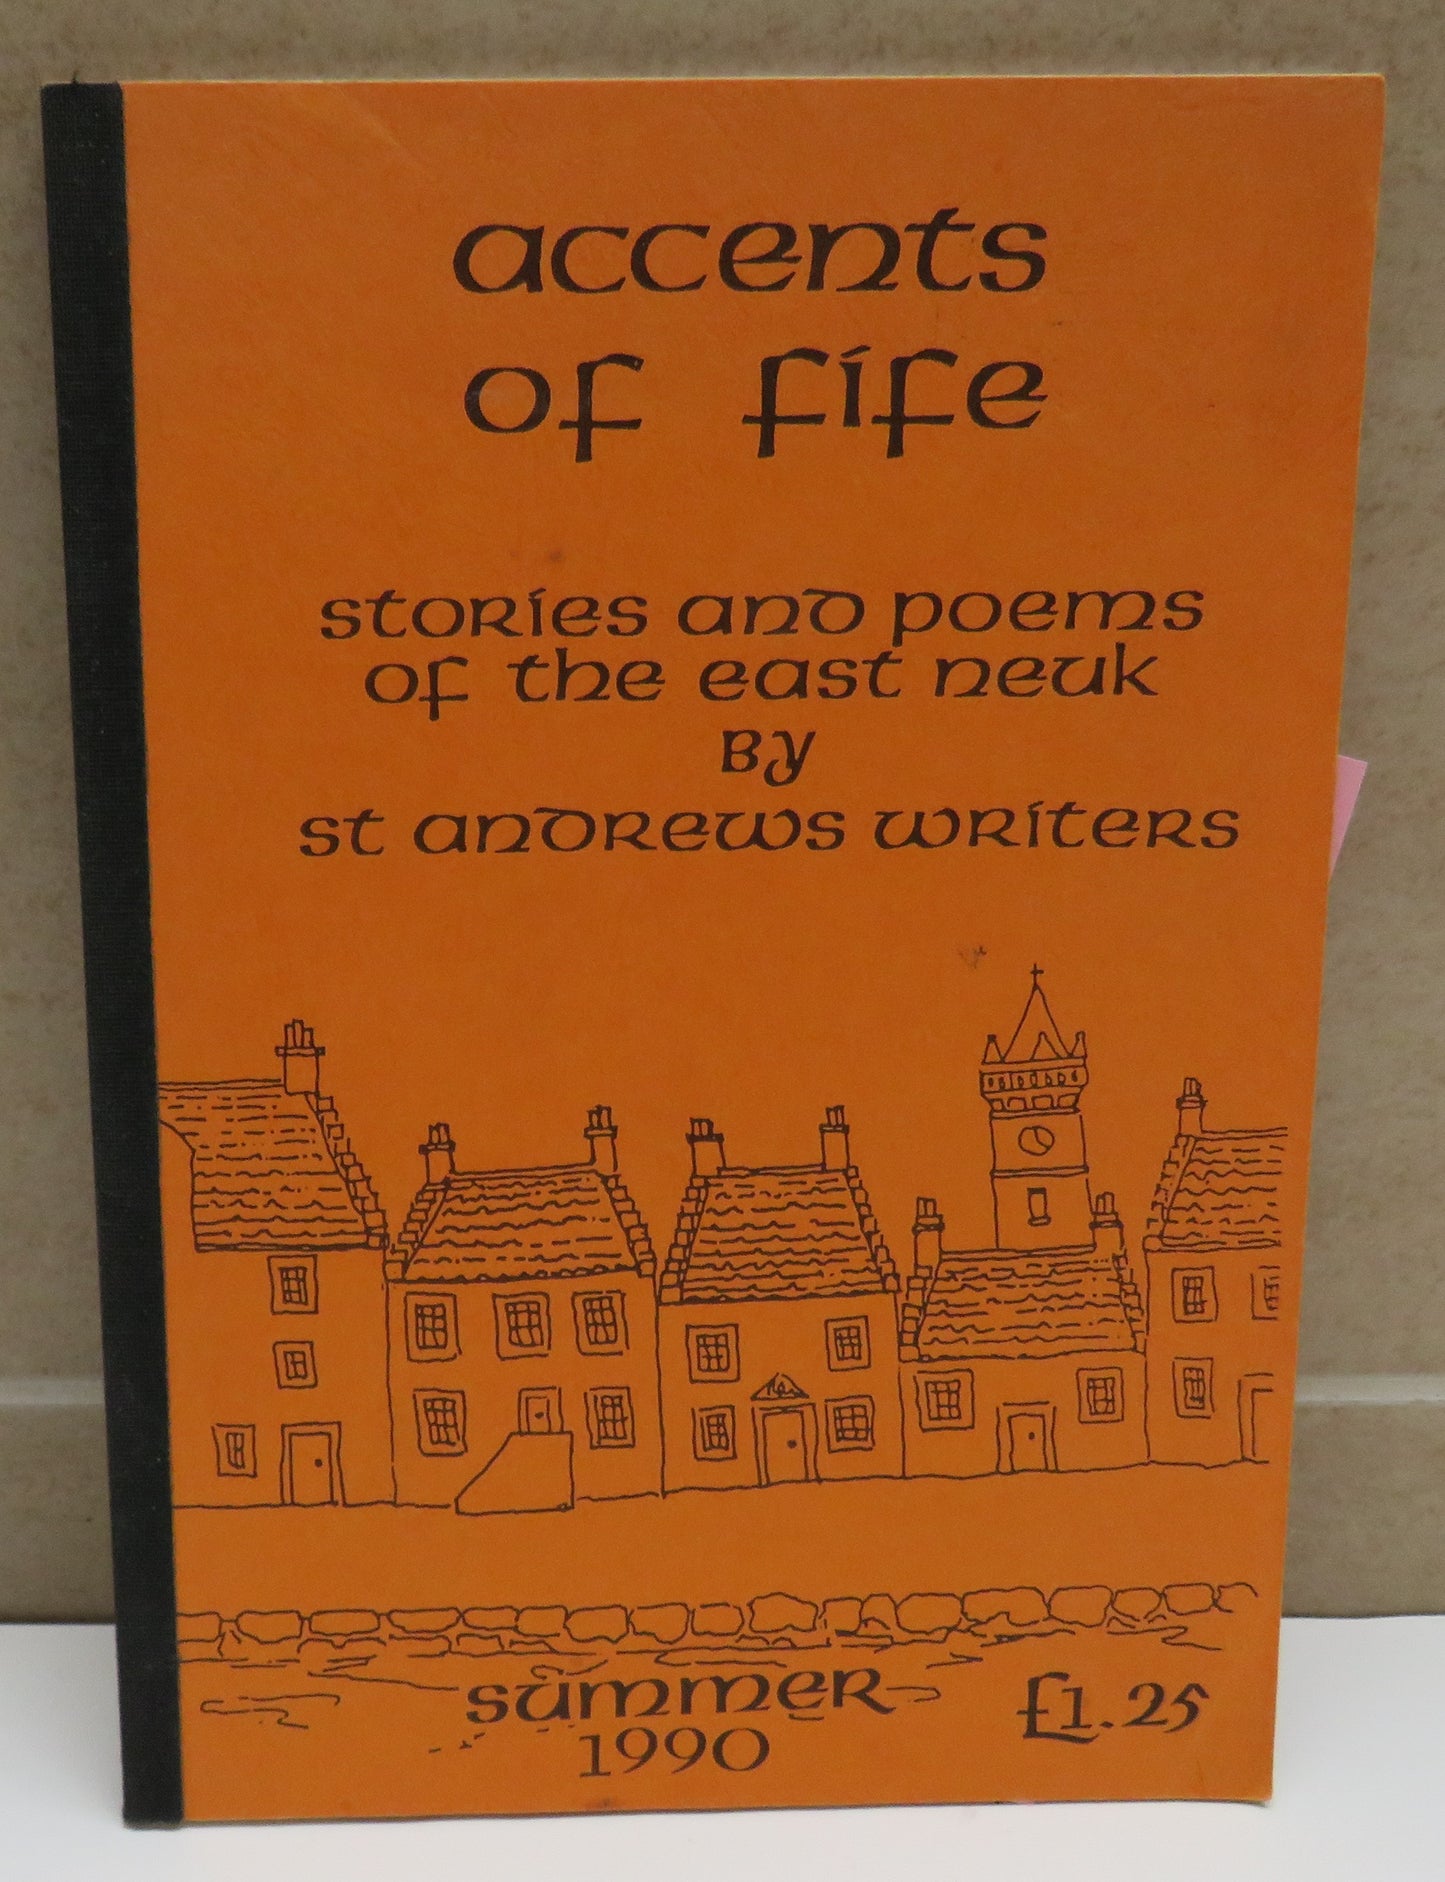 accents
of fife
stories and poems
of the east neuk
by
st andrews writers
summer
1990
£1.25